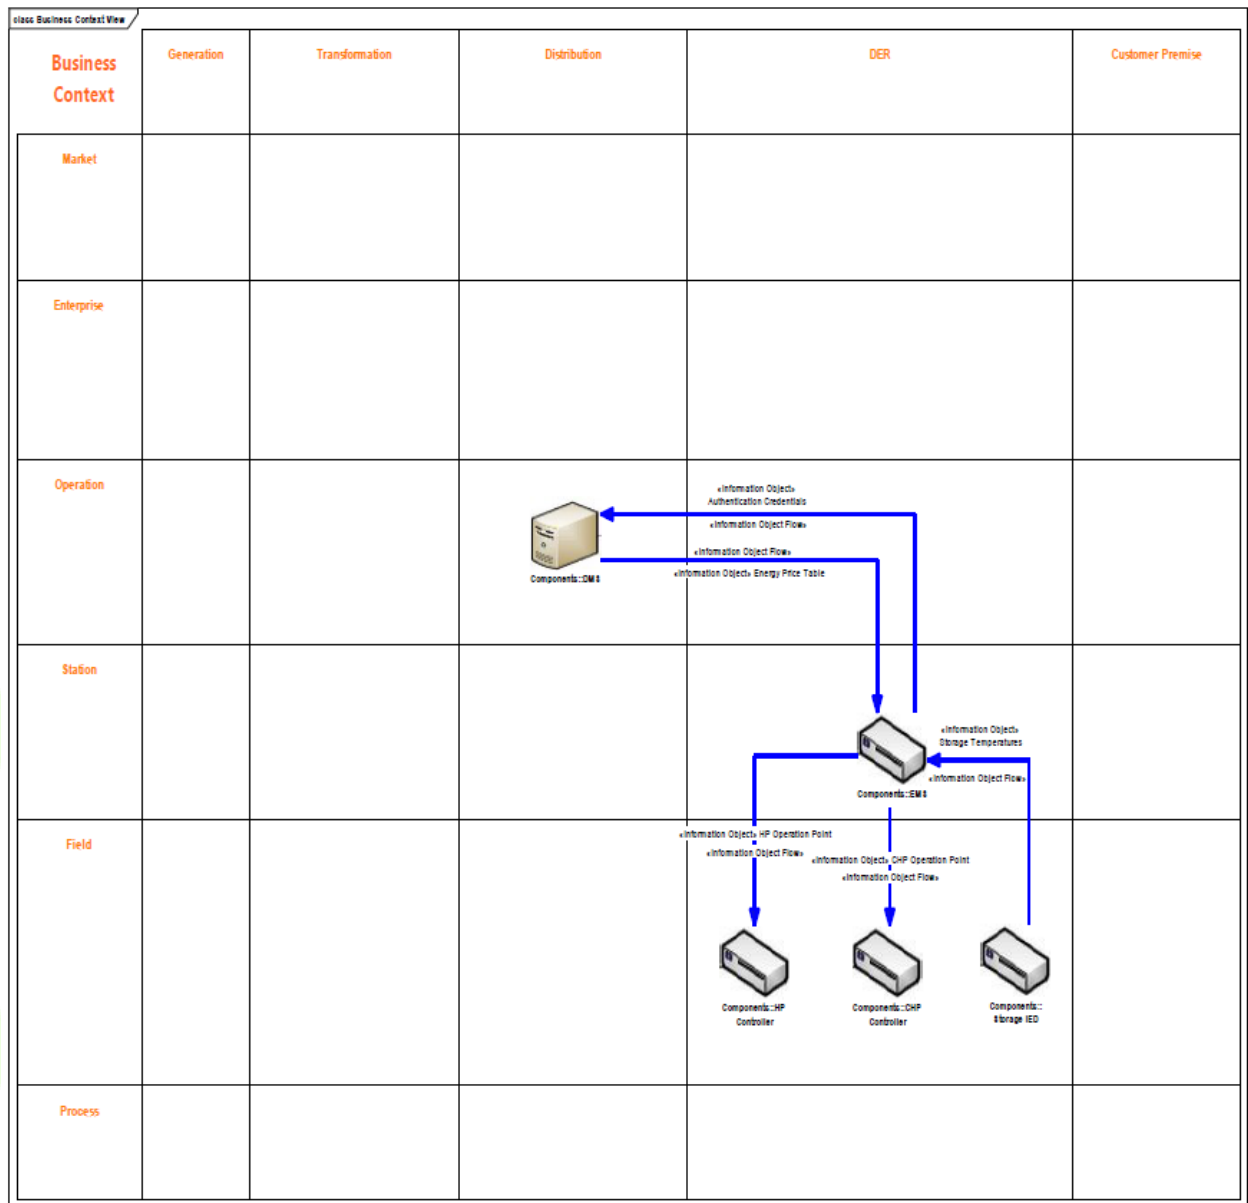 class Business Context View
Business
Context
Generation
Transformation
Distribution
DER
Customer Premise
Market
Enterprise
Operation
«Information Object»
Authentication Credentials
«Information Object Flow»
«Information Object Flow»
«Information Object» Energy Price Table
Components::DMS
Station
«Information Object»
Storage Temperatures
«Information Object Flow»
Components::EMS
Field
«Information Object» HP Operation Point
«Information Object Flow»
«Information Object» CHP Operation Point
«Information Object Flow»
Components::HP
Controller
Components::CHP
Controller
Components::
Storage IED
Process